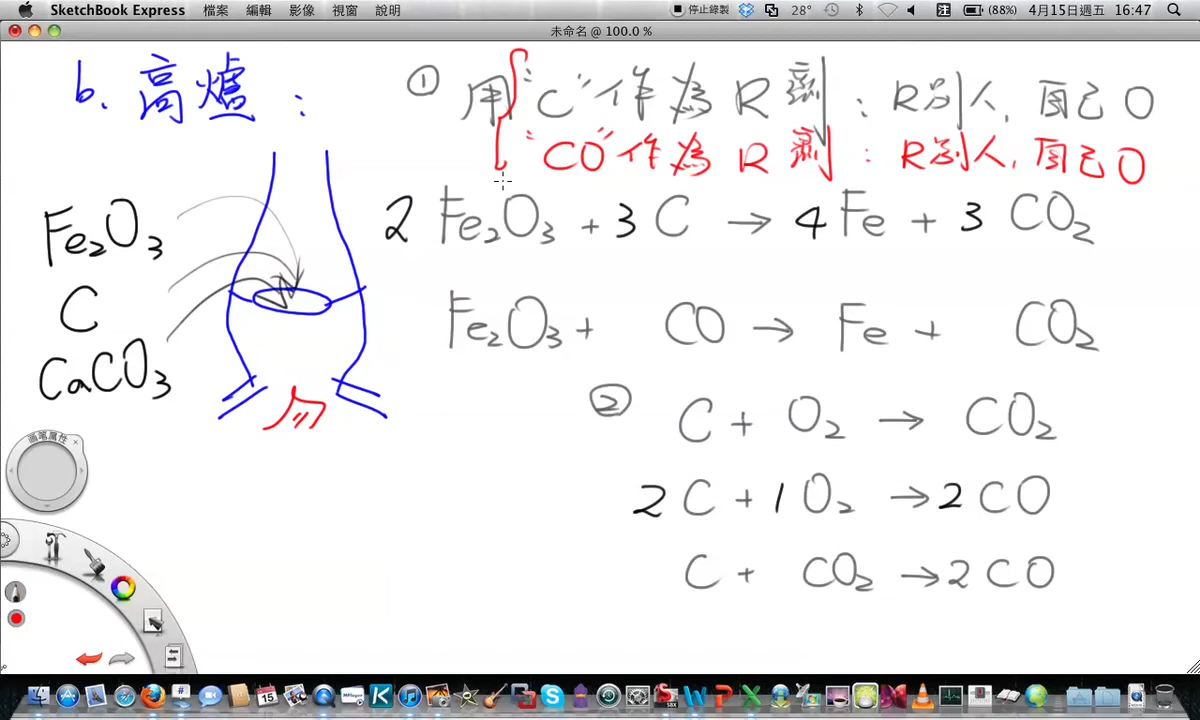 SketchBook Express 檔案 編輯 影像 視窗 說明 停止錄製 28° (88%) 4月15日週五 16:47
未命名 @ 100.0 %
b. 高爐：
① 用 "C" 作為 R 劑：R別人，自己 O
"CO" 作為 R 劑：R別人，自己 O
2 Fe₂O₃ + 3 C → 4 Fe + 3 CO₂
Fe₂O₃ + CO → Fe + CO₂
Fe₂O₃
C
CaCO₃
② C + O₂ → CO₂
2 C + 1 O₂ → 2 CO
C + CO₂ → 2 CO
画笔属性